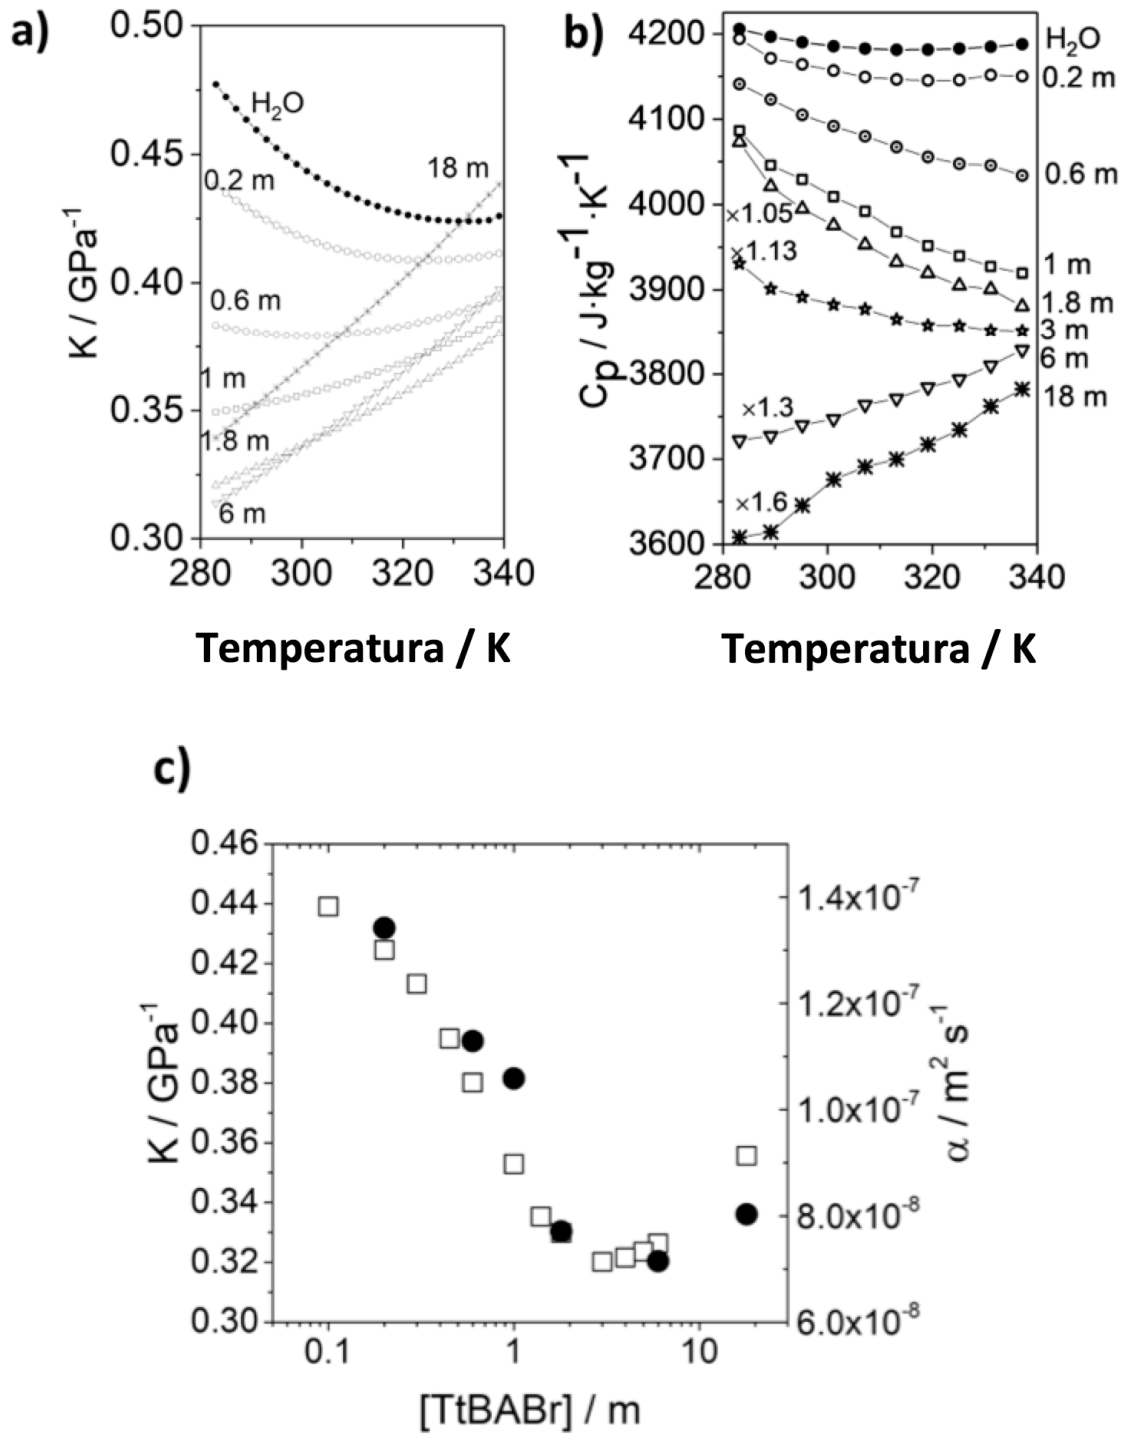 a)
0.50
0.45
0.40
0.35
0.30
K / GPa⁻¹
H₂O
18 m
0.2 m
0.6 m
1 m
1.8 m
6 m
280 300 320 340
Temperatura / K
b)
4200
4100
4000
3900
3800
3700
3600
Cp / J·kg⁻¹·K⁻¹
H₂O
0.2 m
0.6 m
×1.05
×1.13
1 m
1.8 m
3 m
6 m
×1.3
18 m
×1.6
280 300 320 340
Temperatura / K
c)
0.46
0.44
0.42
0.40
0.38
0.36
0.34
0.32
0.30
K / GPa⁻¹
1.4x10⁻⁷
1.2x10⁻⁷
1.0x10⁻⁷
8.0x10⁻⁸
6.0x10⁻⁸
α / m² s⁻¹
0.1 1 10
[TtBABr] / m